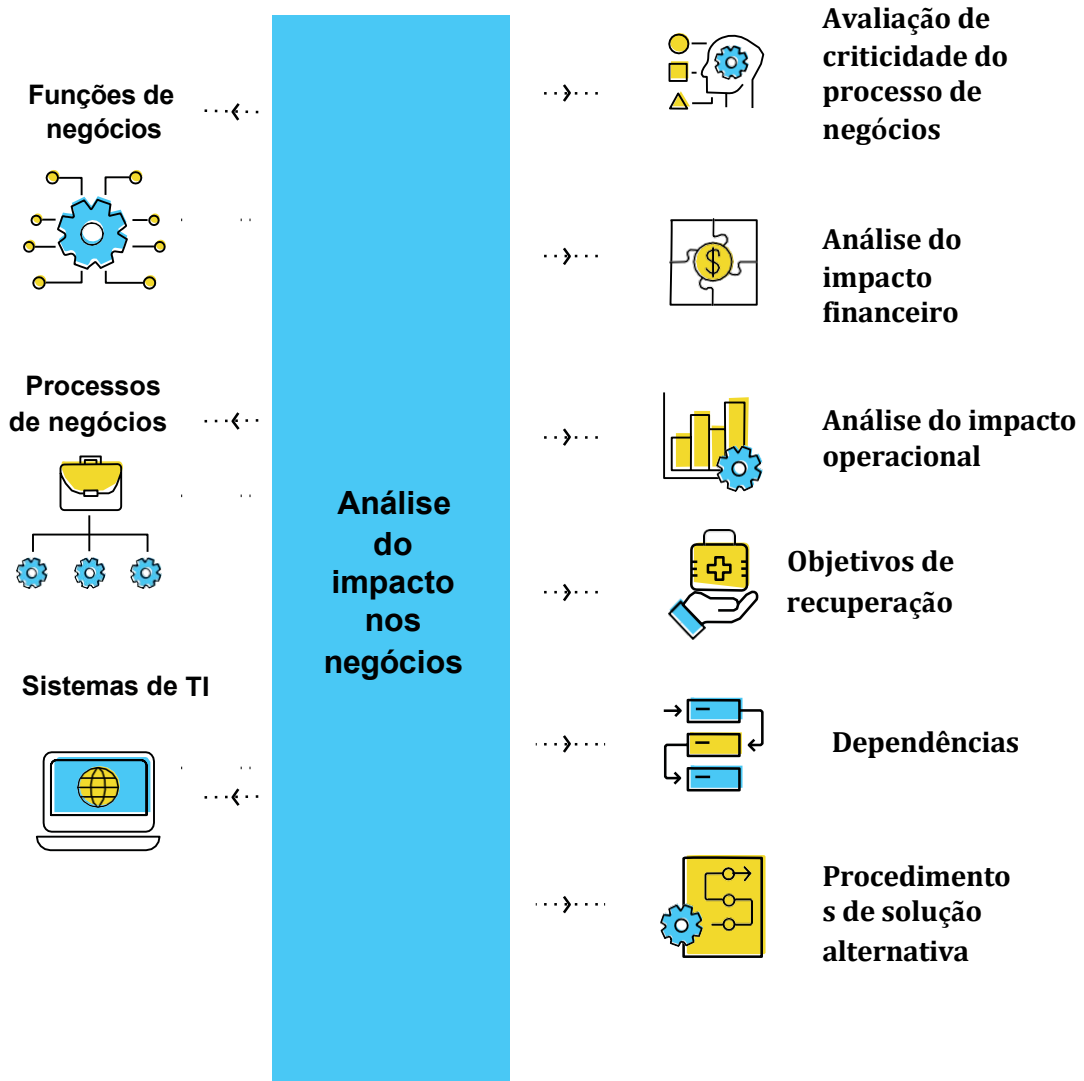 Funções de
negócios
Processos
de negócios
Sistemas de TI
Análise
do
impacto
nos
negócios
Avaliação de
criticidade do
processo de
negócios
$
Análise do
impacto
financeiro
Análise do impacto
operacional
Objetivos de
recuperação
Dependências
Procedimento
s de solução
alternativa